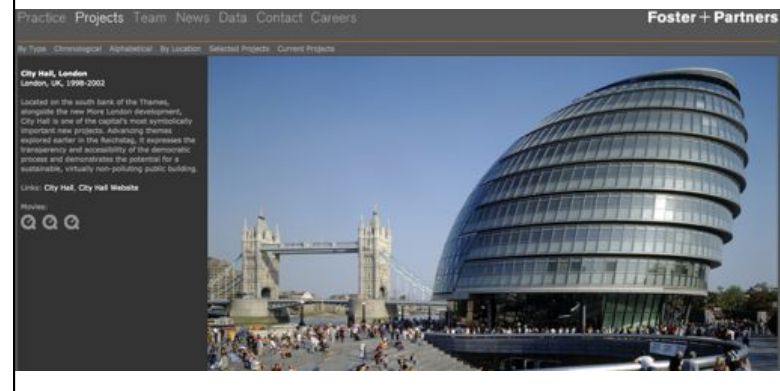 Practice Projects Team News Data Contact Careers
Foster + Partners
By Type Chronological Alphabetical By Location Selected Projects Current Projects
City Hall, London
London, UK, 1998-2002
Located on the south bank of the Thames,
alongside the new More London development,
City Hall is one of the capital's most symbolically
important new projects. Advancing themes
explored earlier in the Reichstag, it expresses the
transparency and accessibility of the democratic
process and demonstrates the potential for a
sustainable, virtually non-polluting public building.
Links: City Hall, City Hall Website
Movies: